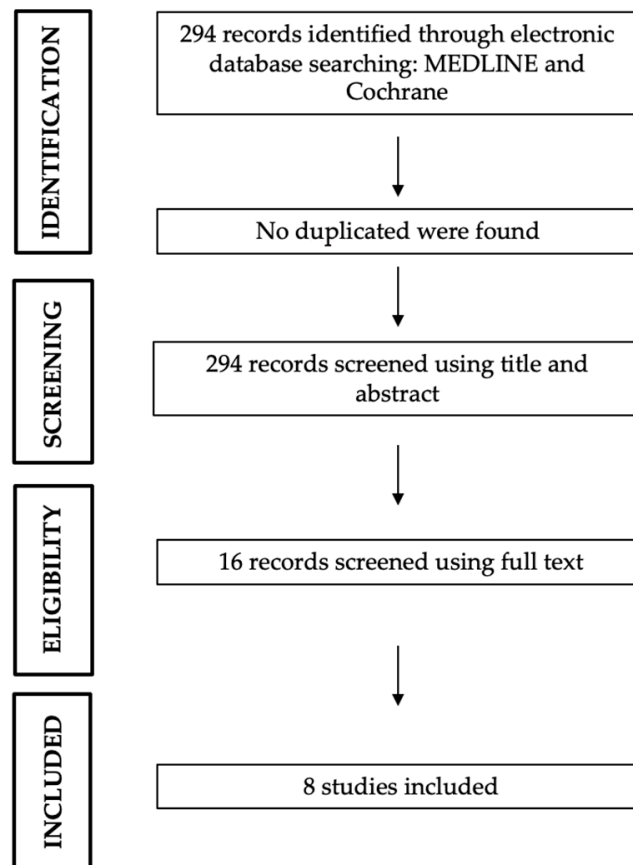 IDENTIFICATION
294 records identified through electronic
database searching: MEDLINE and
Cochrane
No duplicated were found
SCREENING
294 records screened using title and
abstract
ELIGIBILITY
16 records screened using full text
INCLUDED
8 studies included